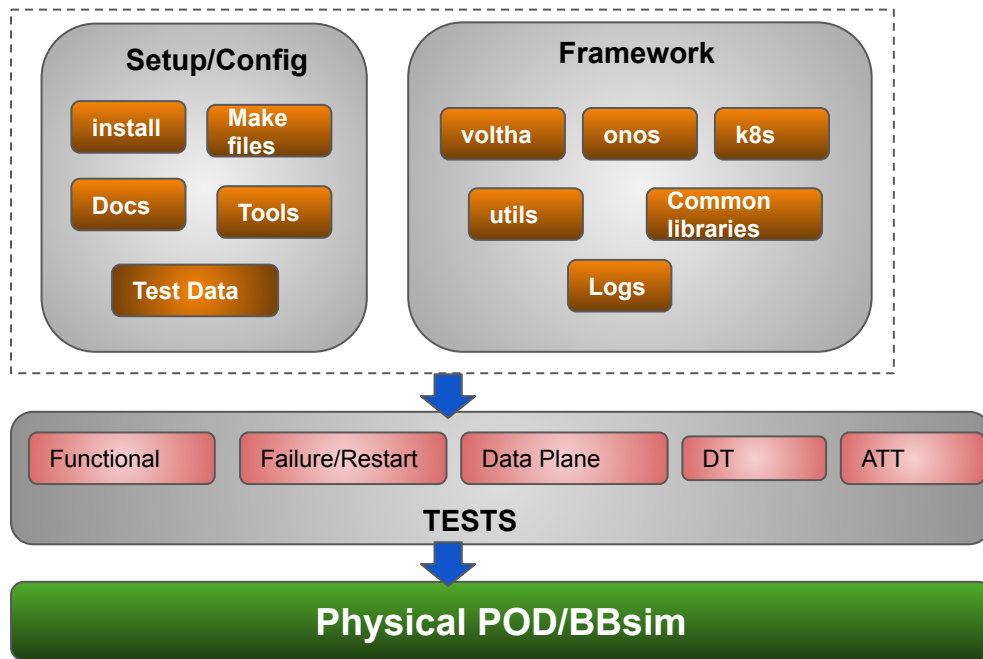 Setup/Config
Framework
install
Make
files
voltha
onos
k8s
Docs
Tools
utils
Common
libraries
Test Data
Logs
Functional
Failure/Restart
Data Plane
DT
ATT
TESTS
Physical POD/BBsim